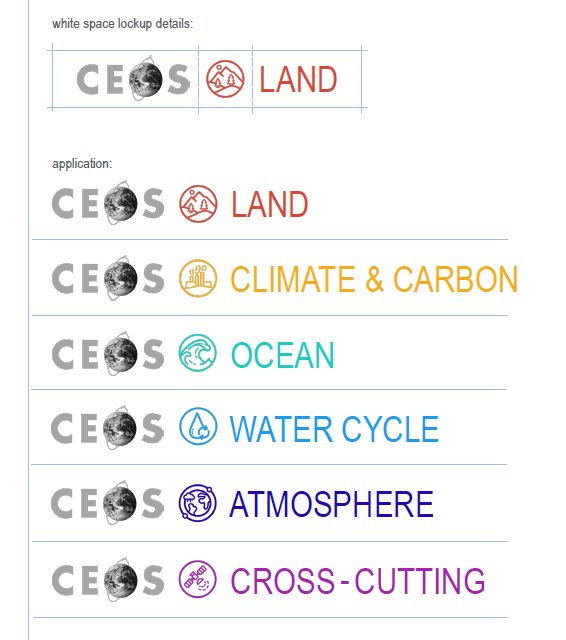 white space lockup details:
CEOS LAND
application:
CEOS LAND
CEOS CLIMATE & CARBON
CEOS OCEAN
CEOS WATER CYCLE
CEOS ATMOSPHERE
CEOS CROSS-CUTTING